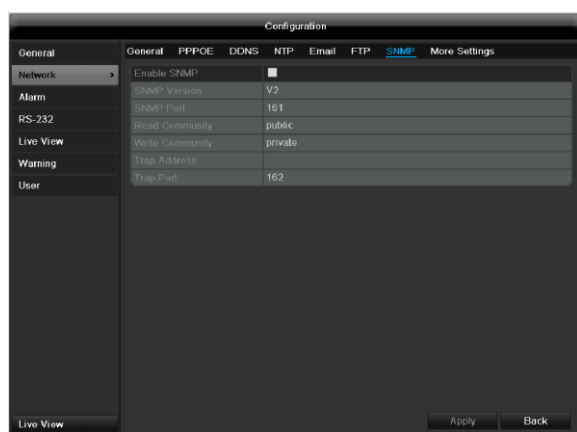 Configuration
General
Network >
Alarm
RS-232
Live View
Warning
User
General PPPOE DDNS NTP Email FTP SNMP More Settings
Enable SNMP
SNMP Version V2
SNMP Port 161
Read Community public
Write Community private
Trap Address
Trap Port 162
Live View
Apply Back